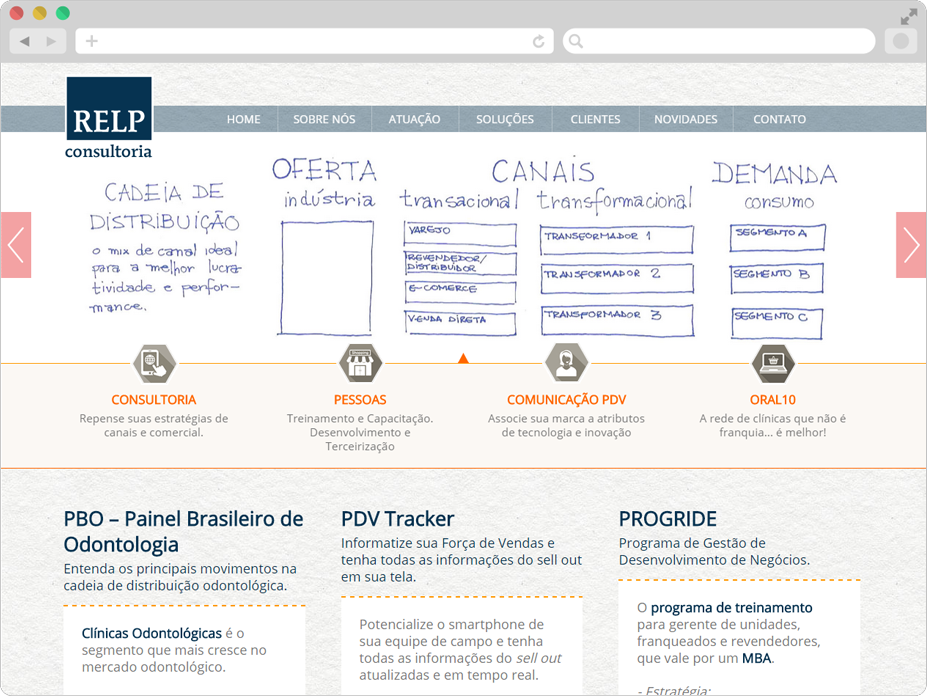 RELP
consultoria
HOME SOBRE NÓS ATUAÇÃO SOLUÇÕES CLIENTES NOVIDADES CONTATO
CADEIA DE
DISTRIBUIÇÃO
o mix de canal ideal
para a melhor lucra-
tividade e perfor-
mance.
OFERTA
indústria
CANAIS
transacional
VAREJO
REVENDEDOR/
DISTRIBUIDOR
E-COMERCE
VENDA DIRETA
transformacional
TRANSFORMADOR 1
TRANSFORMADOR 2
TRANSFORMADOR 3
DEMANDA
consumo
SEGMENTO A
SEGMENTO B
SEGMENTO C
CONSULTORIA
Repense suas estratégias de
canais e comercial.
PESSOAS
Treinamento e Capacitação.
Desenvolvimento e
Terceirização
COMUNICAÇÃO PDV
Associe sua marca a atributos
de tecnologia e inovação
ORAL10
A rede de clínicas que não é
franquia... é melhor!
PBO – Painel Brasileiro de
Odontologia
Entenda os principais movimentos na
cadeia de distribuição odontológica.
Clínicas Odontológicas é o
segmento que mais cresce no
mercado odontológico.
PDV Tracker
Informatize sua Força de Vendas e
tenha todas as informações do sell out
em sua tela.
Potencialize o smartphone de
sua equipe de campo e tenha
todas as informações do sell out
atualizadas e em tempo real.
PROGRIDE
Programa de Gestão de
Desenvolvimento de Negócios.
O programa de treinamento
para gerente de unidades,
franqueados e revendedores,
que vale por um MBA.
- Estratégia: